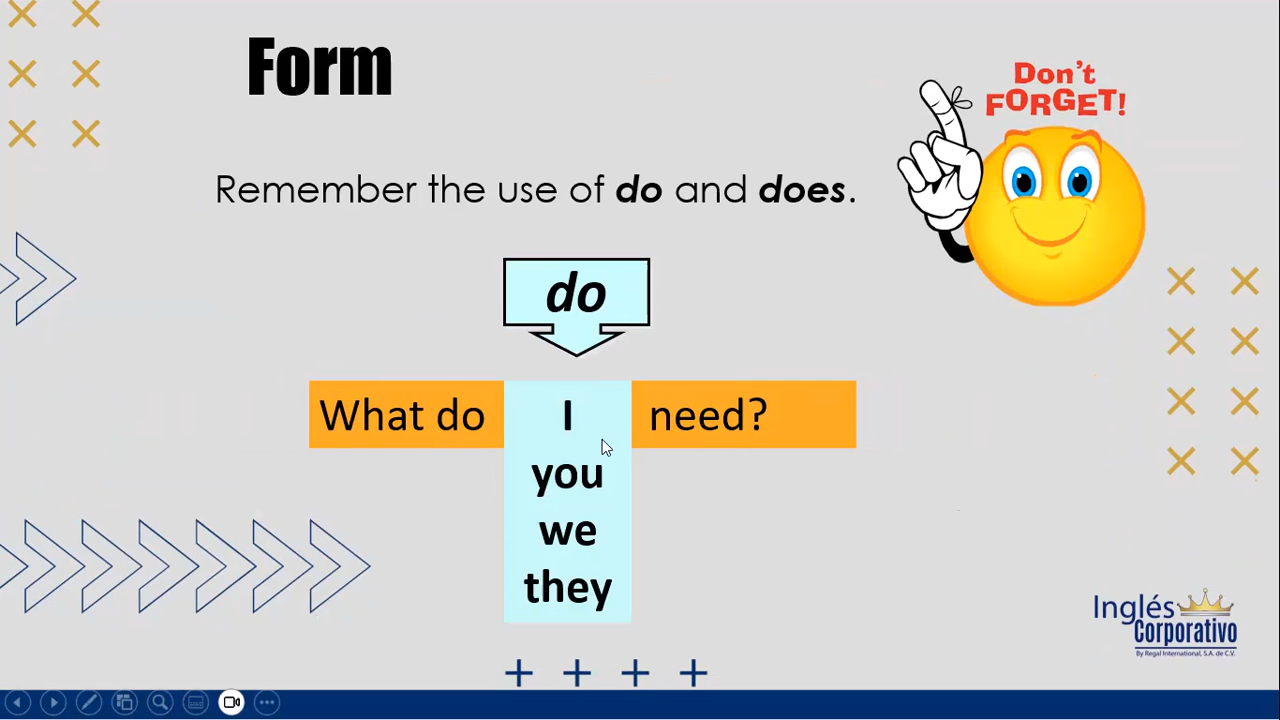 Form
Don't
FORGET!
Remember the use of do and does.
do
What do I need?
you
we
they
Inglés
Corporativo
By Regal International, S.A. de C.V.